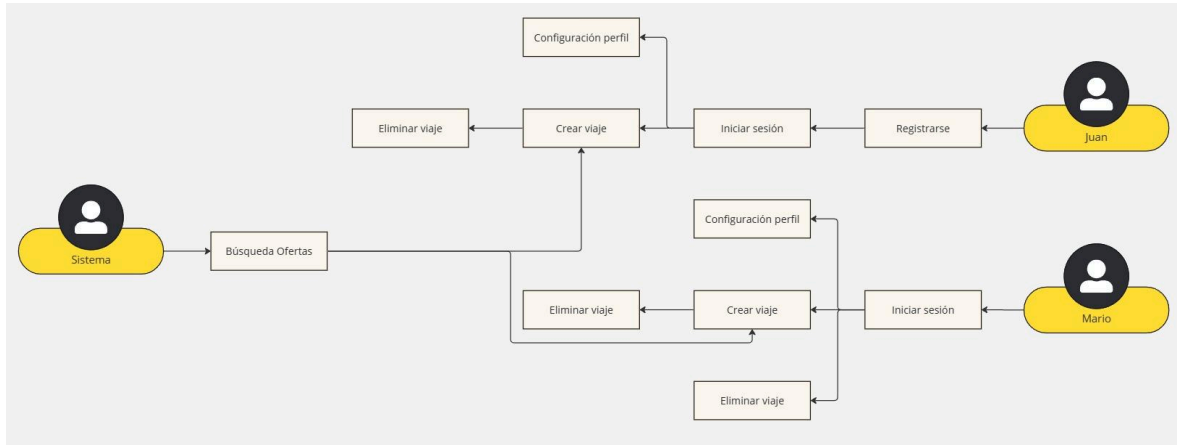 Configuración perfil
Eliminar viaje
Crear viaje
Iniciar sesión
Registrarse
Juan
Configuración perfil
Sistema
Búsqueda Ofertas
Eliminar viaje
Crear viaje
Iniciar sesión
Mario
Eliminar viaje